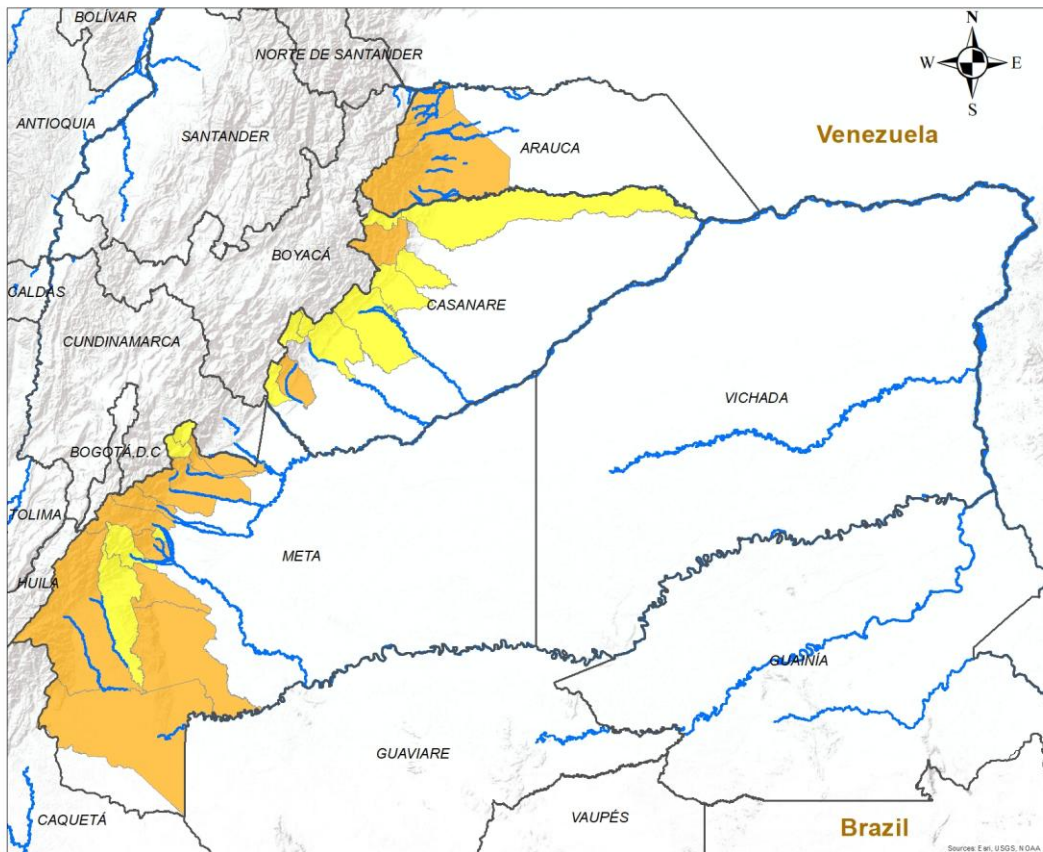 BOLÍVAR
NORTE DE SANTANDER
N
W
E
S
ANTIOQUIA
SANTANDER
ARAUCA
Venezuela
BOYACÁ
CALDAS
CASANARE
CUNDINAMARCA
VICHADA
BOGOTÁ.D.C
TOLIMA
META
HUILA
GUAINÍA
GUAVIARE
CAQUETÁ
VAUPÉS
Brazil
Sources: Esri, USGS, NOAA